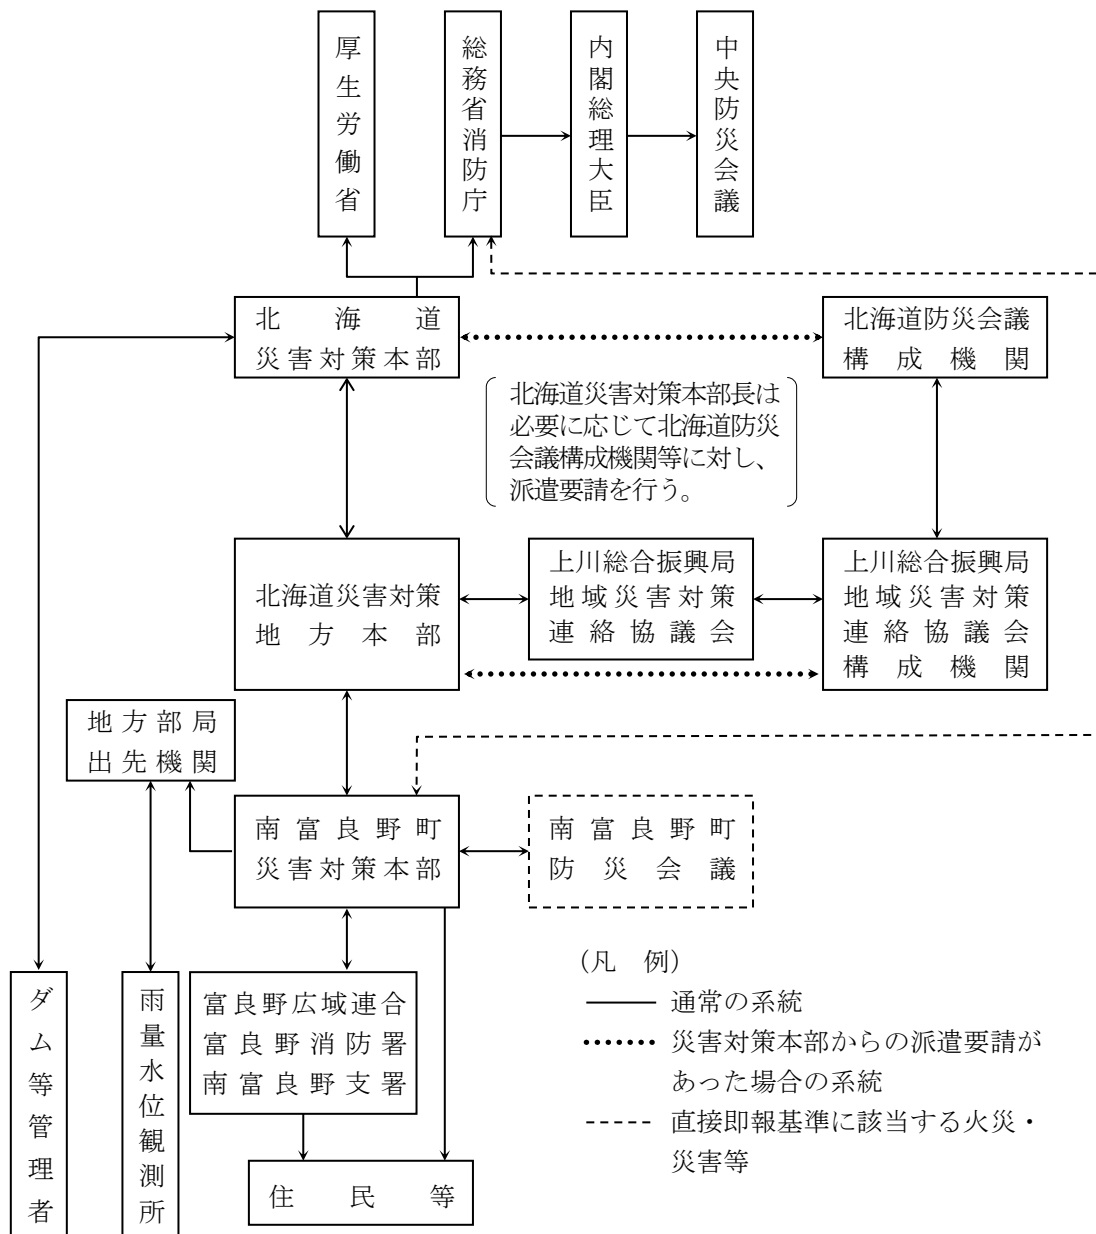 厚生労働省
総務省消防庁
内閣総理大臣
中央防災会議
北海道
災害対策本部
北海道防災会議
構成機関
北海道災害対策本部長は
必要に応じて北海道防災
会議構成機関等に対し、
派遣要請を行う。
北海道災害対策
地方本部
上川総合振興局
地域災害対策
連絡協議会
上川総合振興局
地域災害対策
連絡協議会
構成機関
地方部局
出先機関
南富良野町
災害対策本部
南富良野町
防災会議
ダム等管理者
雨量水位観測所
富良野広域連合
富良野消防署
南富良野支署
住民等
(凡 例)
通常の系統
災害対策本部からの派遣要請が
あった場合の系統
直接即報基準に該当する火災・
災害等